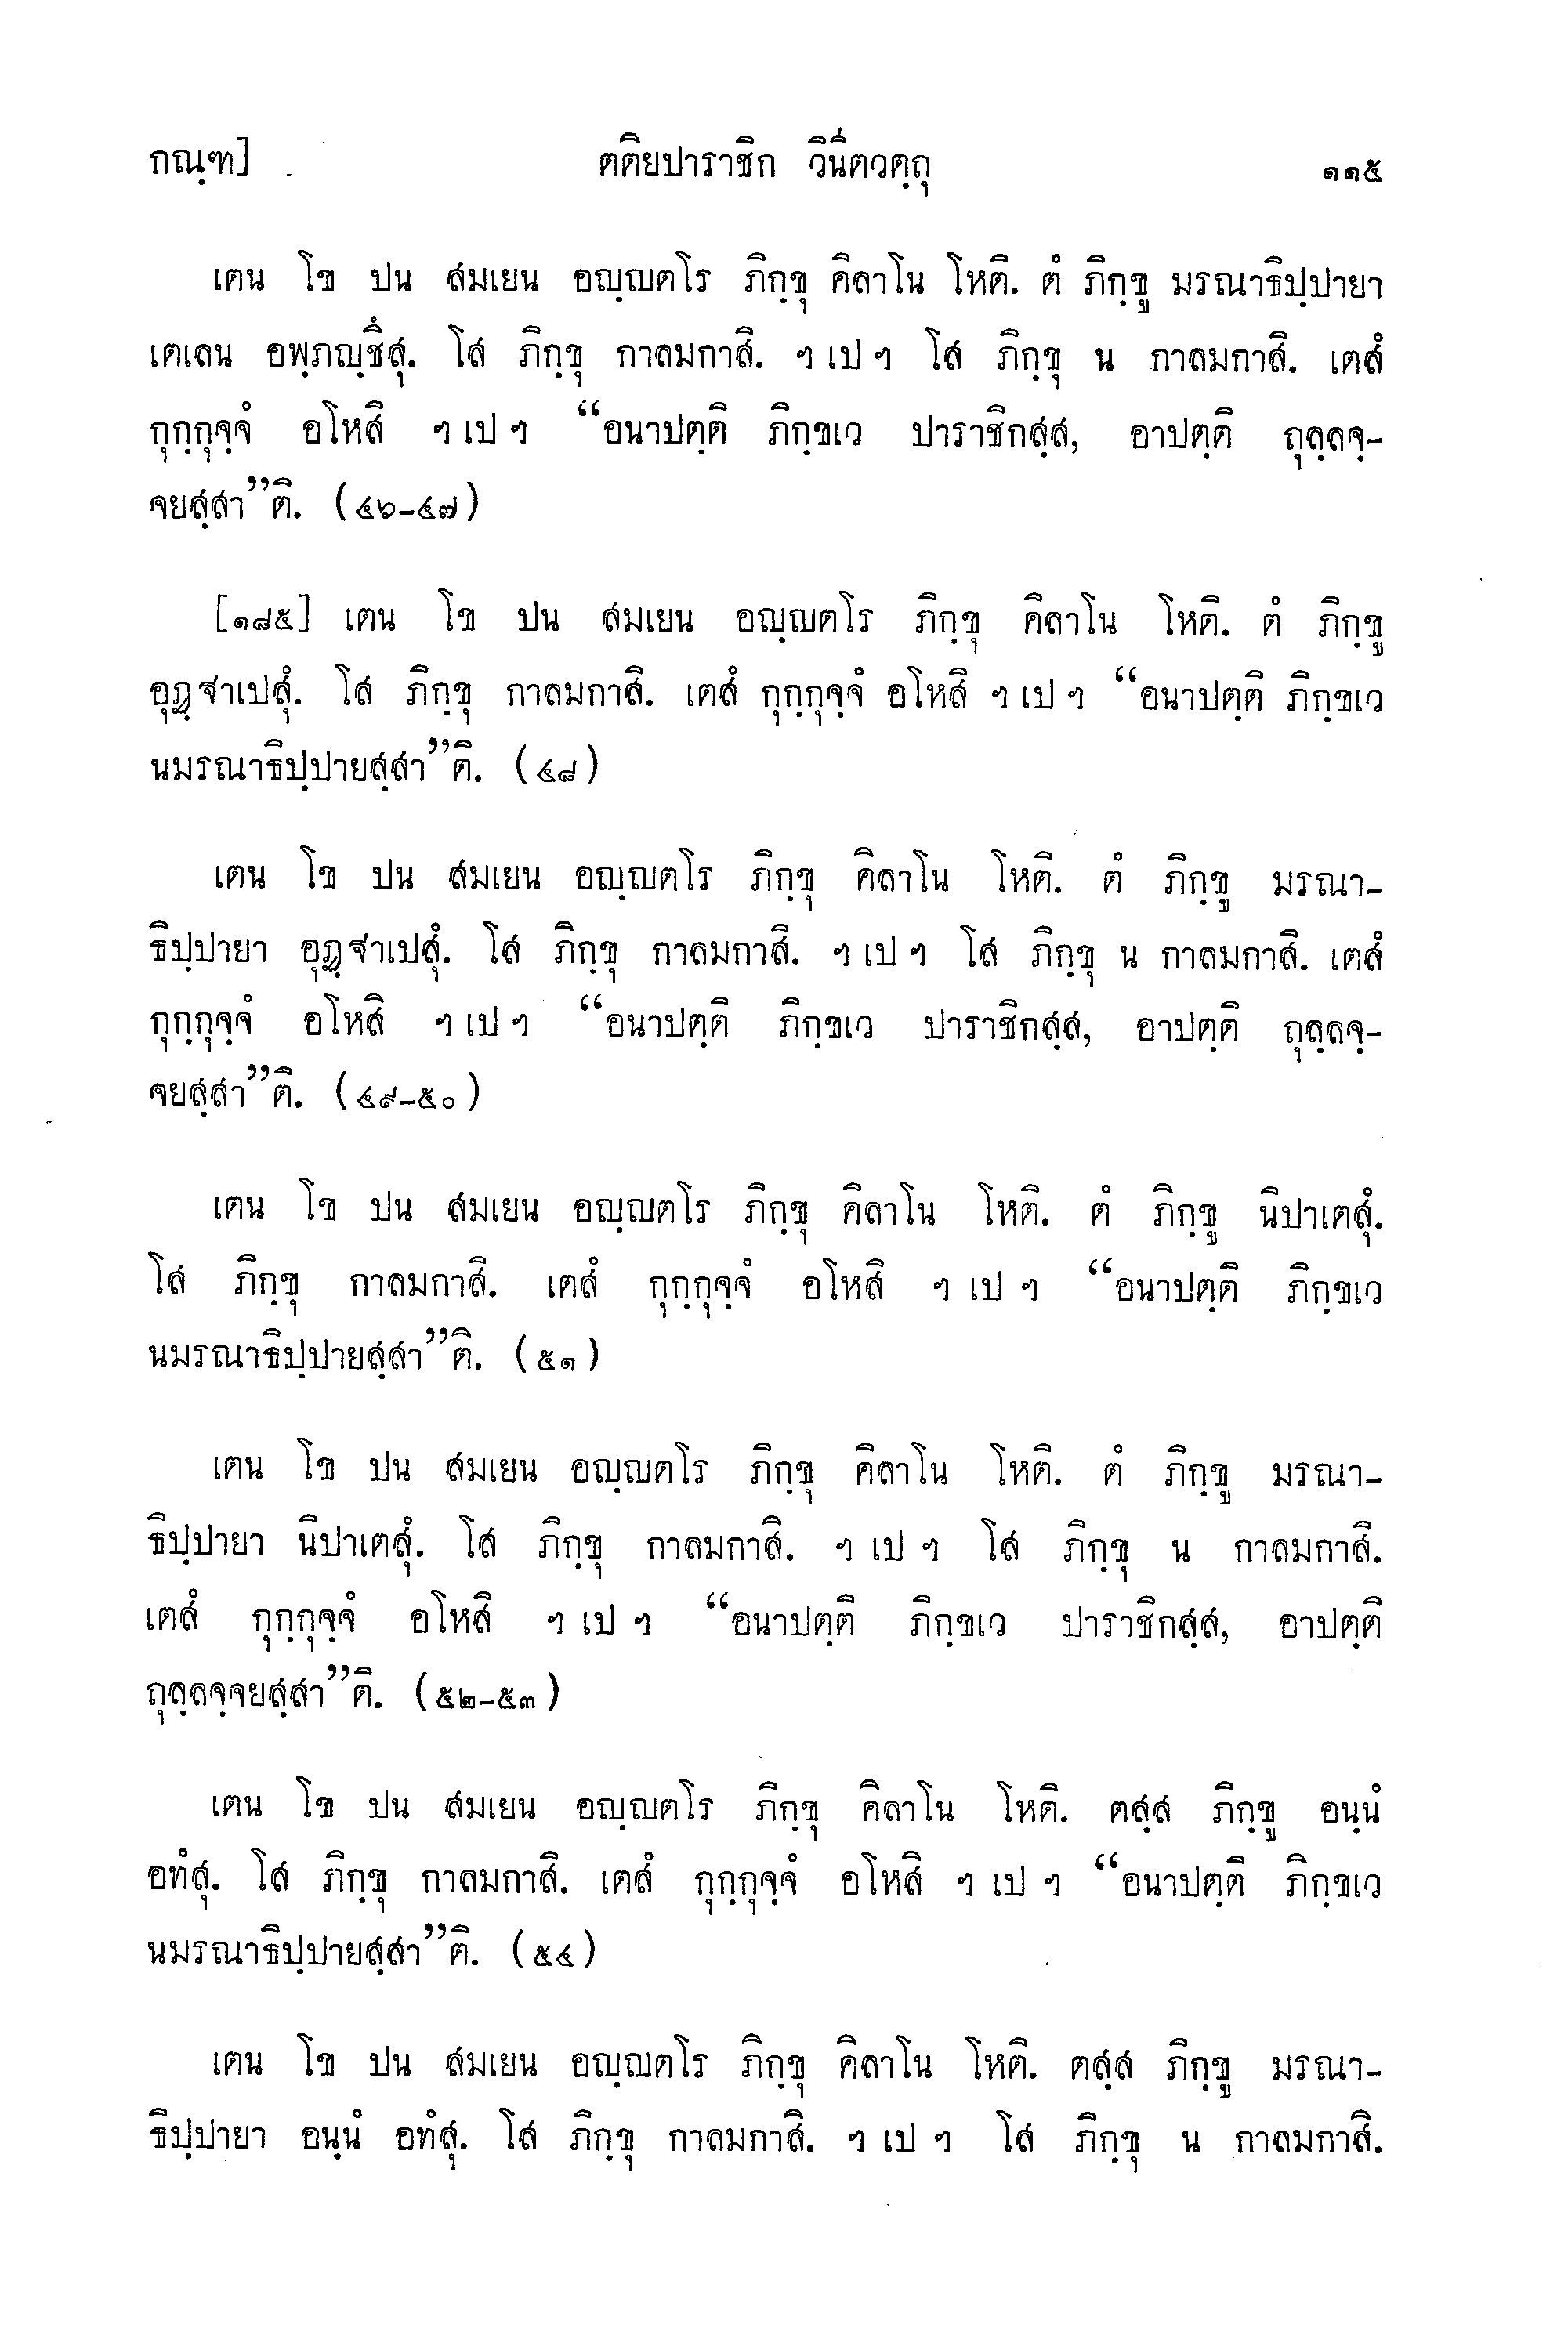 กณฺฑ] ตติยปาราชิก วินีตวตฺถุ ๑๑๕
เตน โข ปน สมเยน อญฺญตโร ภิกฺขุ คิลาโน โหติ. ตํ ภิกฺขู มรณาธิปฺปายา
เตเลน อพฺภญฺชึสุ. โส ภิกฺขุ กาลมกาสิ. ฯ เป ฯ โส ภิกฺขุ น กาลมกาสิ. เตสํ
กุกฺกุจฺจํ อโหสิ ฯ เป ฯ “อนาปตฺติ ภิกฺขเว ปาราชิกสฺส, อาปตฺติ ถุลฺลจฺ-
จยสฺสา”ติ. (๔๖-๔๗)
[๑๘๕] เตน โข ปน สมเยน อญฺญตโร ภิกฺขุ คิลาโน โหติ. ตํ ภิกฺขู
อุฏฺฐาเปสุํ. โส ภิกฺขุ กาลมกาสิ. เตสํ กุกฺกุจฺจํ อโหสิ ฯ เป ฯ “อนาปตฺติ ภิกฺขเว
นมรณาธิปฺปายสฺสา”ติ. (๔๘)
เตน โข ปน สมเยน อญฺญตโร ภิกฺขุ คิลาโน โหติ. ตํ ภิกฺขู มรณา-
ธิปฺปายา อุฏฺฐาเปสุํ. โส ภิกฺขุ กาลมกาสิ. ฯ เป ฯ โส ภิกฺขุ น กาลมกาสิ. เตสํ
กุกฺกุจฺจํ อโหสิ ฯ เป ฯ “อนาปตฺติ ภิกฺขเว ปาราชิกสฺส, อาปตฺติ ถุลฺลจฺ-
จยสฺสา”ติ. (๔๙-๕๐)
เตน โข ปน สมเยน อญฺญตโร ภิกฺขุ คิลาโน โหติ. ตํ ภิกฺขู นิปาเตสุํ.
โส ภิกฺขุ กาลมกาสิ. เตสํ กุกฺกุจฺจํ อโหสิ ฯ เป ฯ “อนาปตฺติ ภิกฺขเว
นมรณาธิปฺปายสฺสา”ติ. (๕๑)
เตน โข ปน สมเยน อญฺญตโร ภิกฺขุ คิลาโน โหติ. ตํ ภิกฺขู มรณา-
ธิปฺปายา นิปาเตสุํ. โส ภิกฺขุ กาลมกาสิ. ฯ เป ฯ โส ภิกฺขุ น กาลมกาสิ.
เตสํ กุกฺกุจฺจํ อโหสิ ฯ เป ฯ “อนาปตฺติ ภิกฺขเว ปาราชิกสฺส, อาปตฺติ
ถุลฺลจฺจยสฺสา”ติ. (๕๒-๕๓)
เตน โข ปน สมเยน อญฺญตโร ภิกฺขุ คิลาโน โหติ. ตสฺส ภิกฺขู อนฺนํ
อทํสุ. โส ภิกฺขุ กาลมกาสิ. เตสํ กุกฺกุจฺจํ อโหสิ ฯ เป ฯ “อนาปตฺติ ภิกฺขเว
นมรณาธิปฺปายสฺสา”ติ. (๕๔)
เตน โข ปน สมเยน อญฺญตโร ภิกฺขุ คิลาโน โหติ. ตสฺส ภิกฺขู มรณา-
ธิปฺปายา อนฺนํ อทํสุ. โส ภิกฺขุ กาลมกาสิ. ฯ เป ฯ โส ภิกฺขุ น กาลมกาสิ.